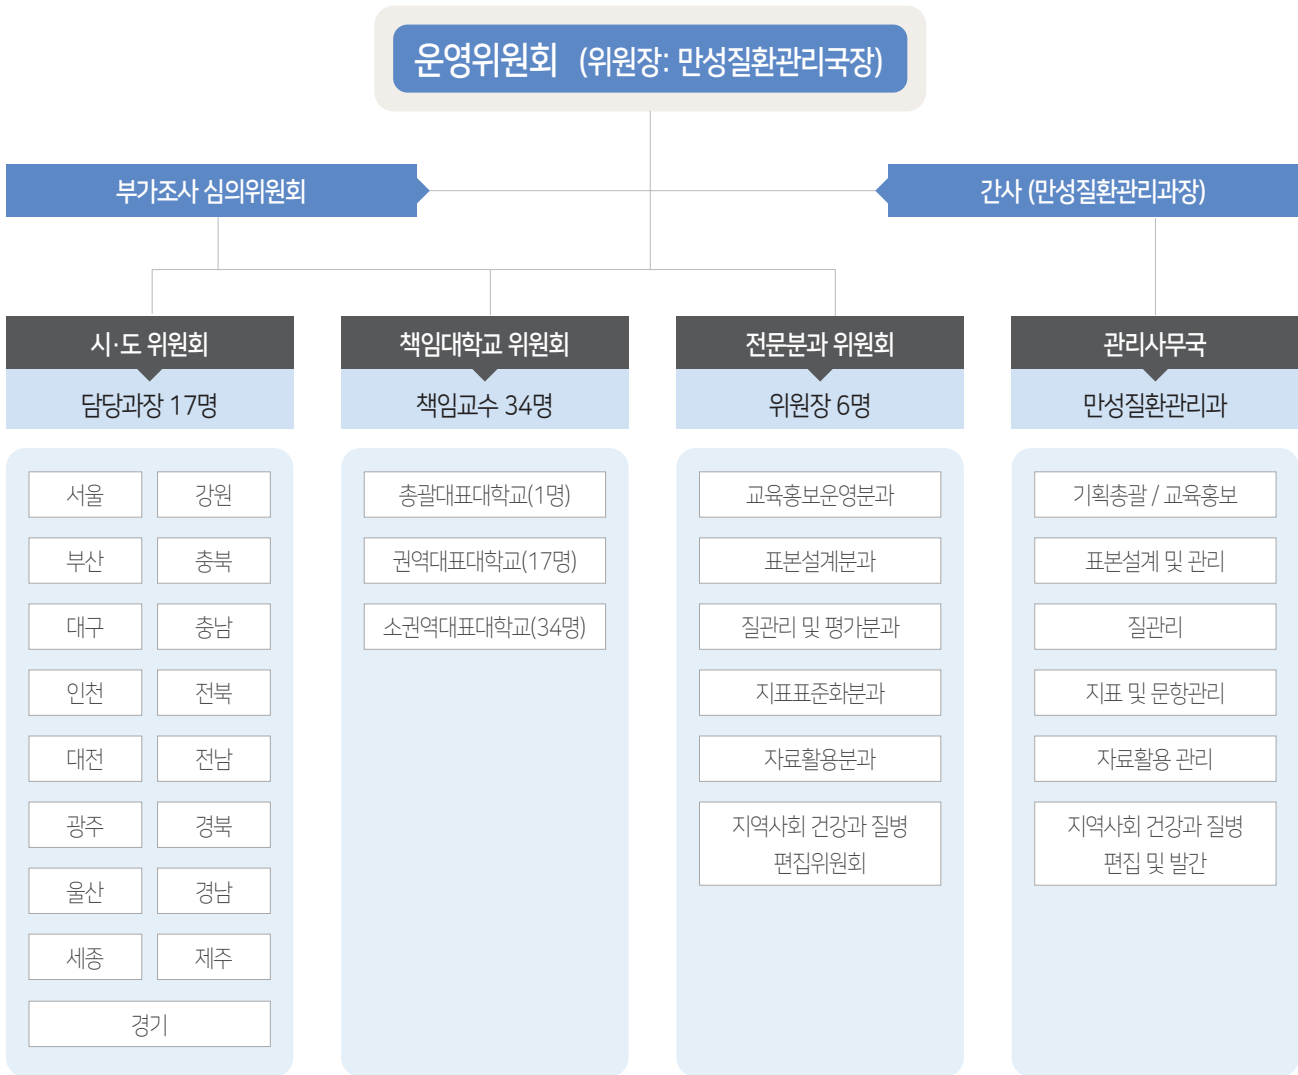 운영위원회 (위원장: 만성질환관리국장)
부가조사 심의위원회
간사 (만성질환관리과장)
시·도 위원회
담당과장 17명
서울 강원
부산 충북
대구 충남
인천 전북
대전 전남
광주 경북
울산 경남
세종 제주
경기
책임대학교 위원회
책임교수 34명
총괄대표대학교(1명)
권역대표대학교(17명)
소권역대표대학교(34명)
전문분과 위원회
위원장 6명
교육홍보운영분과
표본설계분과
질관리 및 평가분과
지표표준화분과
자료활용분과
지역사회 건강과 질병
편집위원회
관리사무국
만성질환관리과
기획총괄 / 교육홍보
표본설계 및 관리
질관리
지표 및 문항관리
자료활용 관리
지역사회 건강과 질병
편집 및 발간